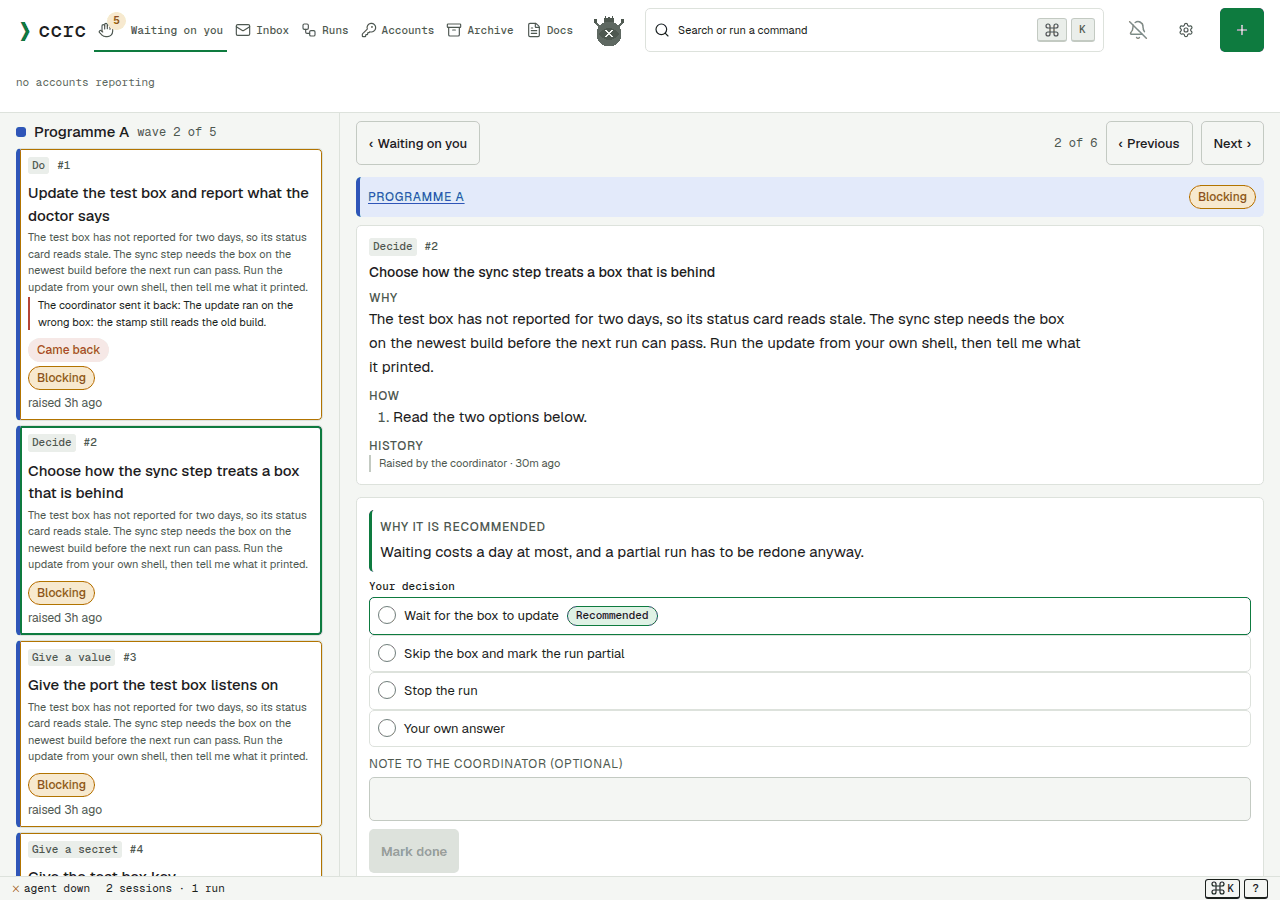 ❯ ccrc
5
Waiting on you
Inbox
Runs
Accounts
Archive
Docs
Search or run a command
⌘ K
+
no accounts reporting
Programme A wave 2 of 5
Do #1
Update the test box and report what the
doctor says
The test box has not reported for two days, so its status
card reads stale. The sync step needs the box on the
newest build before the next run can pass. Run the
update from your own shell, then tell me what it printed.
The coordinator sent it back: The update ran on the
wrong box: the stamp still reads the old build.
Came back
Blocking
raised 3h ago
Decide #2
Choose how the sync step treats a box
that is behind
The test box has not reported for two days, so its status
card reads stale. The sync step needs the box on the
newest build before the next run can pass. Run the
update from your own shell, then tell me what it printed.
Blocking
raised 3h ago
Give a value #3
Give the port the test box listens on
The test box has not reported for two days, so its status
card reads stale. The sync step needs the box on the
newest build before the next run can pass. Run the
update from your own shell, then tell me what it printed.
Blocking
raised 3h ago
Give a secret #4
Give the test box key
‹ Waiting on you
2 of 6
‹ Previous
Next ›
PROGRAMME A
Blocking
Decide #2
Choose how the sync step treats a box that is behind
WHY
The test box has not reported for two days, so its status card reads stale. The sync step needs the box
on the newest build before the next run can pass. Run the update from your own shell, then tell me what
it printed.
HOW
1. Read the two options below.
HISTORY
Raised by the coordinator · 30m ago
WHY IT IS RECOMMENDED
Waiting costs a day at most, and a partial run has to be redone anyway.
Your decision
Wait for the box to update Recommended
Skip the box and mark the run partial
Stop the run
Your own answer
NOTE TO THE COORDINATOR (OPTIONAL)
Mark done
× agent down 2 sessions · 1 run
⌘K ?